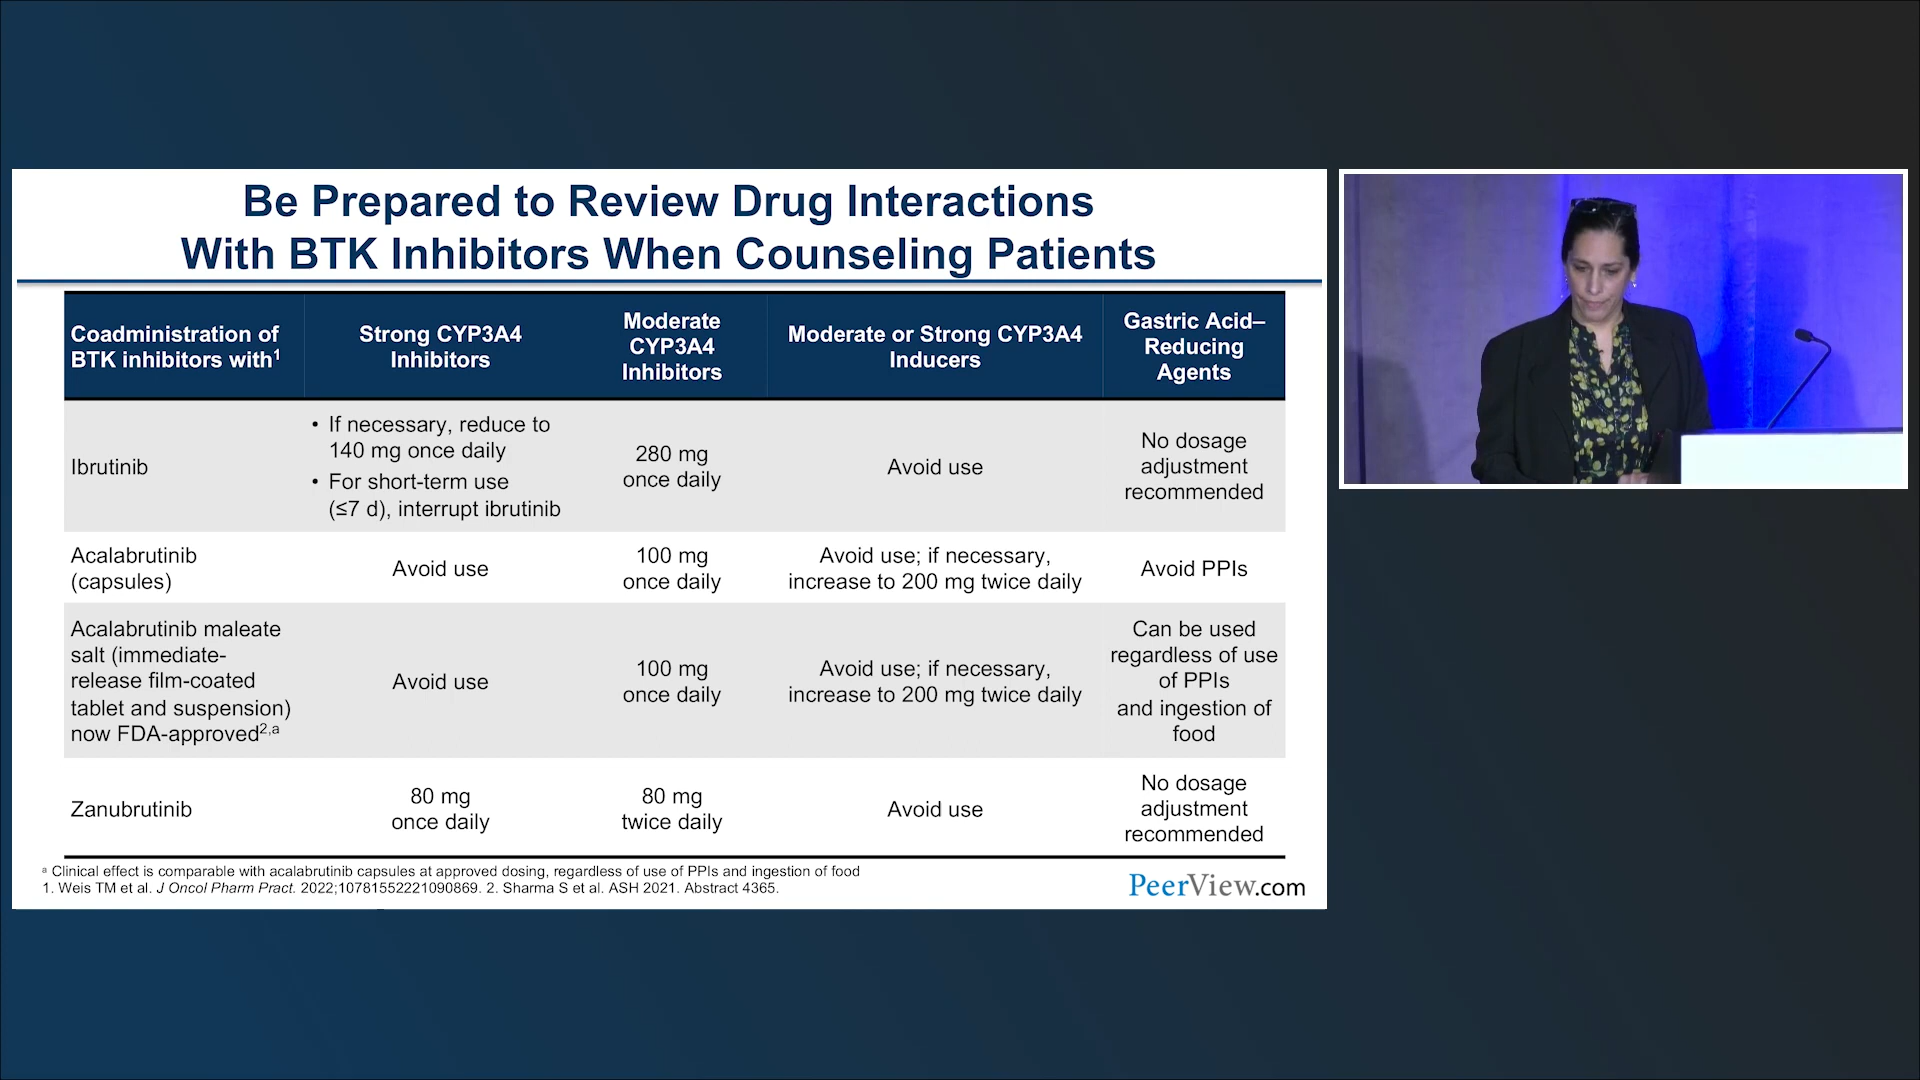 Be Prepared to Review Drug Interactions
With BTK Inhibitors When Counseling Patients
Coadministration of
BTK inhibitors with1
Strong CYP3A4
Inhibitors
Moderate
CYP3A4
Inhibitors
Moderate or Strong CYP3A4
Inducers
Gastric Acid–
Reducing
Agents
Ibrutinib
• If necessary, reduce to
140 mg once daily
• For short-term use
(≤7 d), interrupt ibrutinib
280 mg
once daily
Avoid use
No dosage
adjustment
recommended
Acalabrutinib
(capsules)
Avoid use
100 mg
once daily
Avoid use; if necessary,
increase to 200 mg twice daily
Avoid PPIs
Acalabrutinib maleate
salt (immediate-
release film-coated
tablet and suspension)
now FDA-approved2,a
Avoid use
100 mg
once daily
Avoid use; if necessary,
increase to 200 mg twice daily
Can be used
regardless of use
of PPIs
and ingestion of
food
Zanubrutinib
80 mg
once daily
80 mg
twice daily
Avoid use
No dosage
adjustment
recommended
a Clinical effect is comparable with acalabrutinib capsules at approved dosing, regardless of use of PPIs and ingestion of food
1. Weis TM et al. J Oncol Pharm Pract. 2022;10781552221090869. 2. Sharma S et al. ASH 2021. Abstract 4365.
PeerView.com